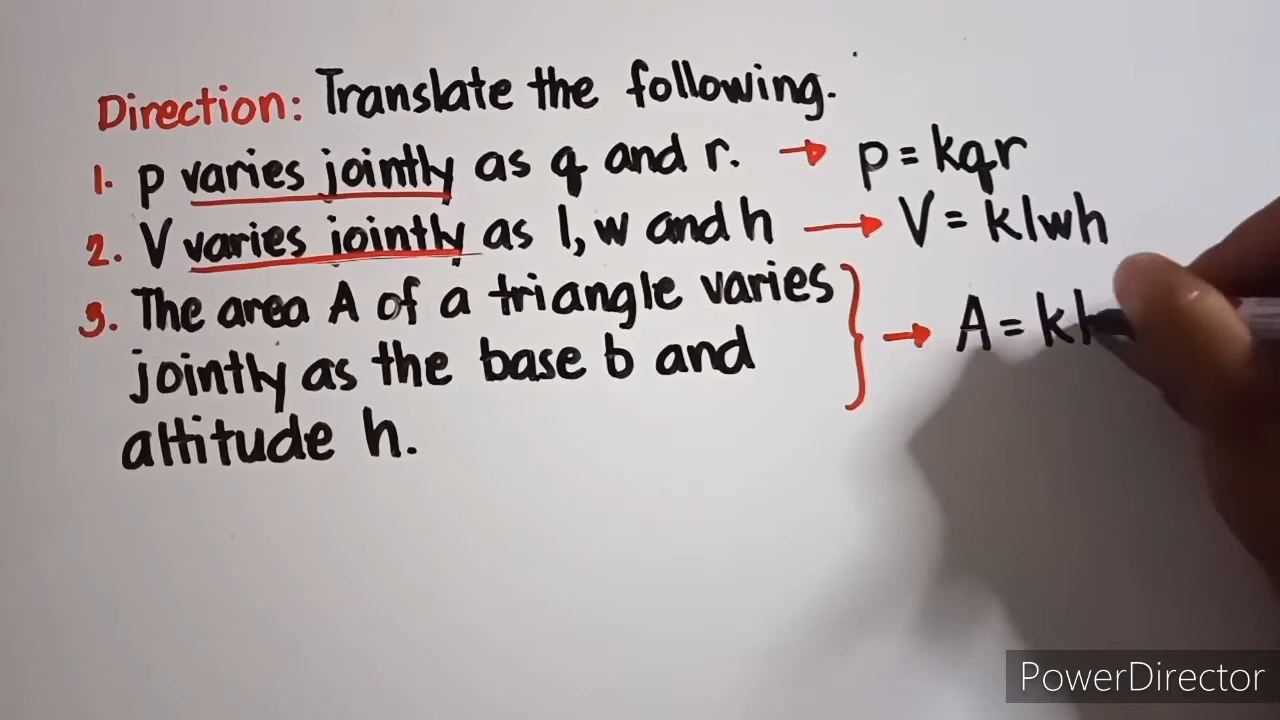 Direction: Translate the following.
1. p varies jointly as q and r. → p = kqr
2. V varies jointly as l, w and h → V = klwh
3. The area A of a triangle varies
jointly as the base b and
altitude h.
→ A = k
PowerDirector